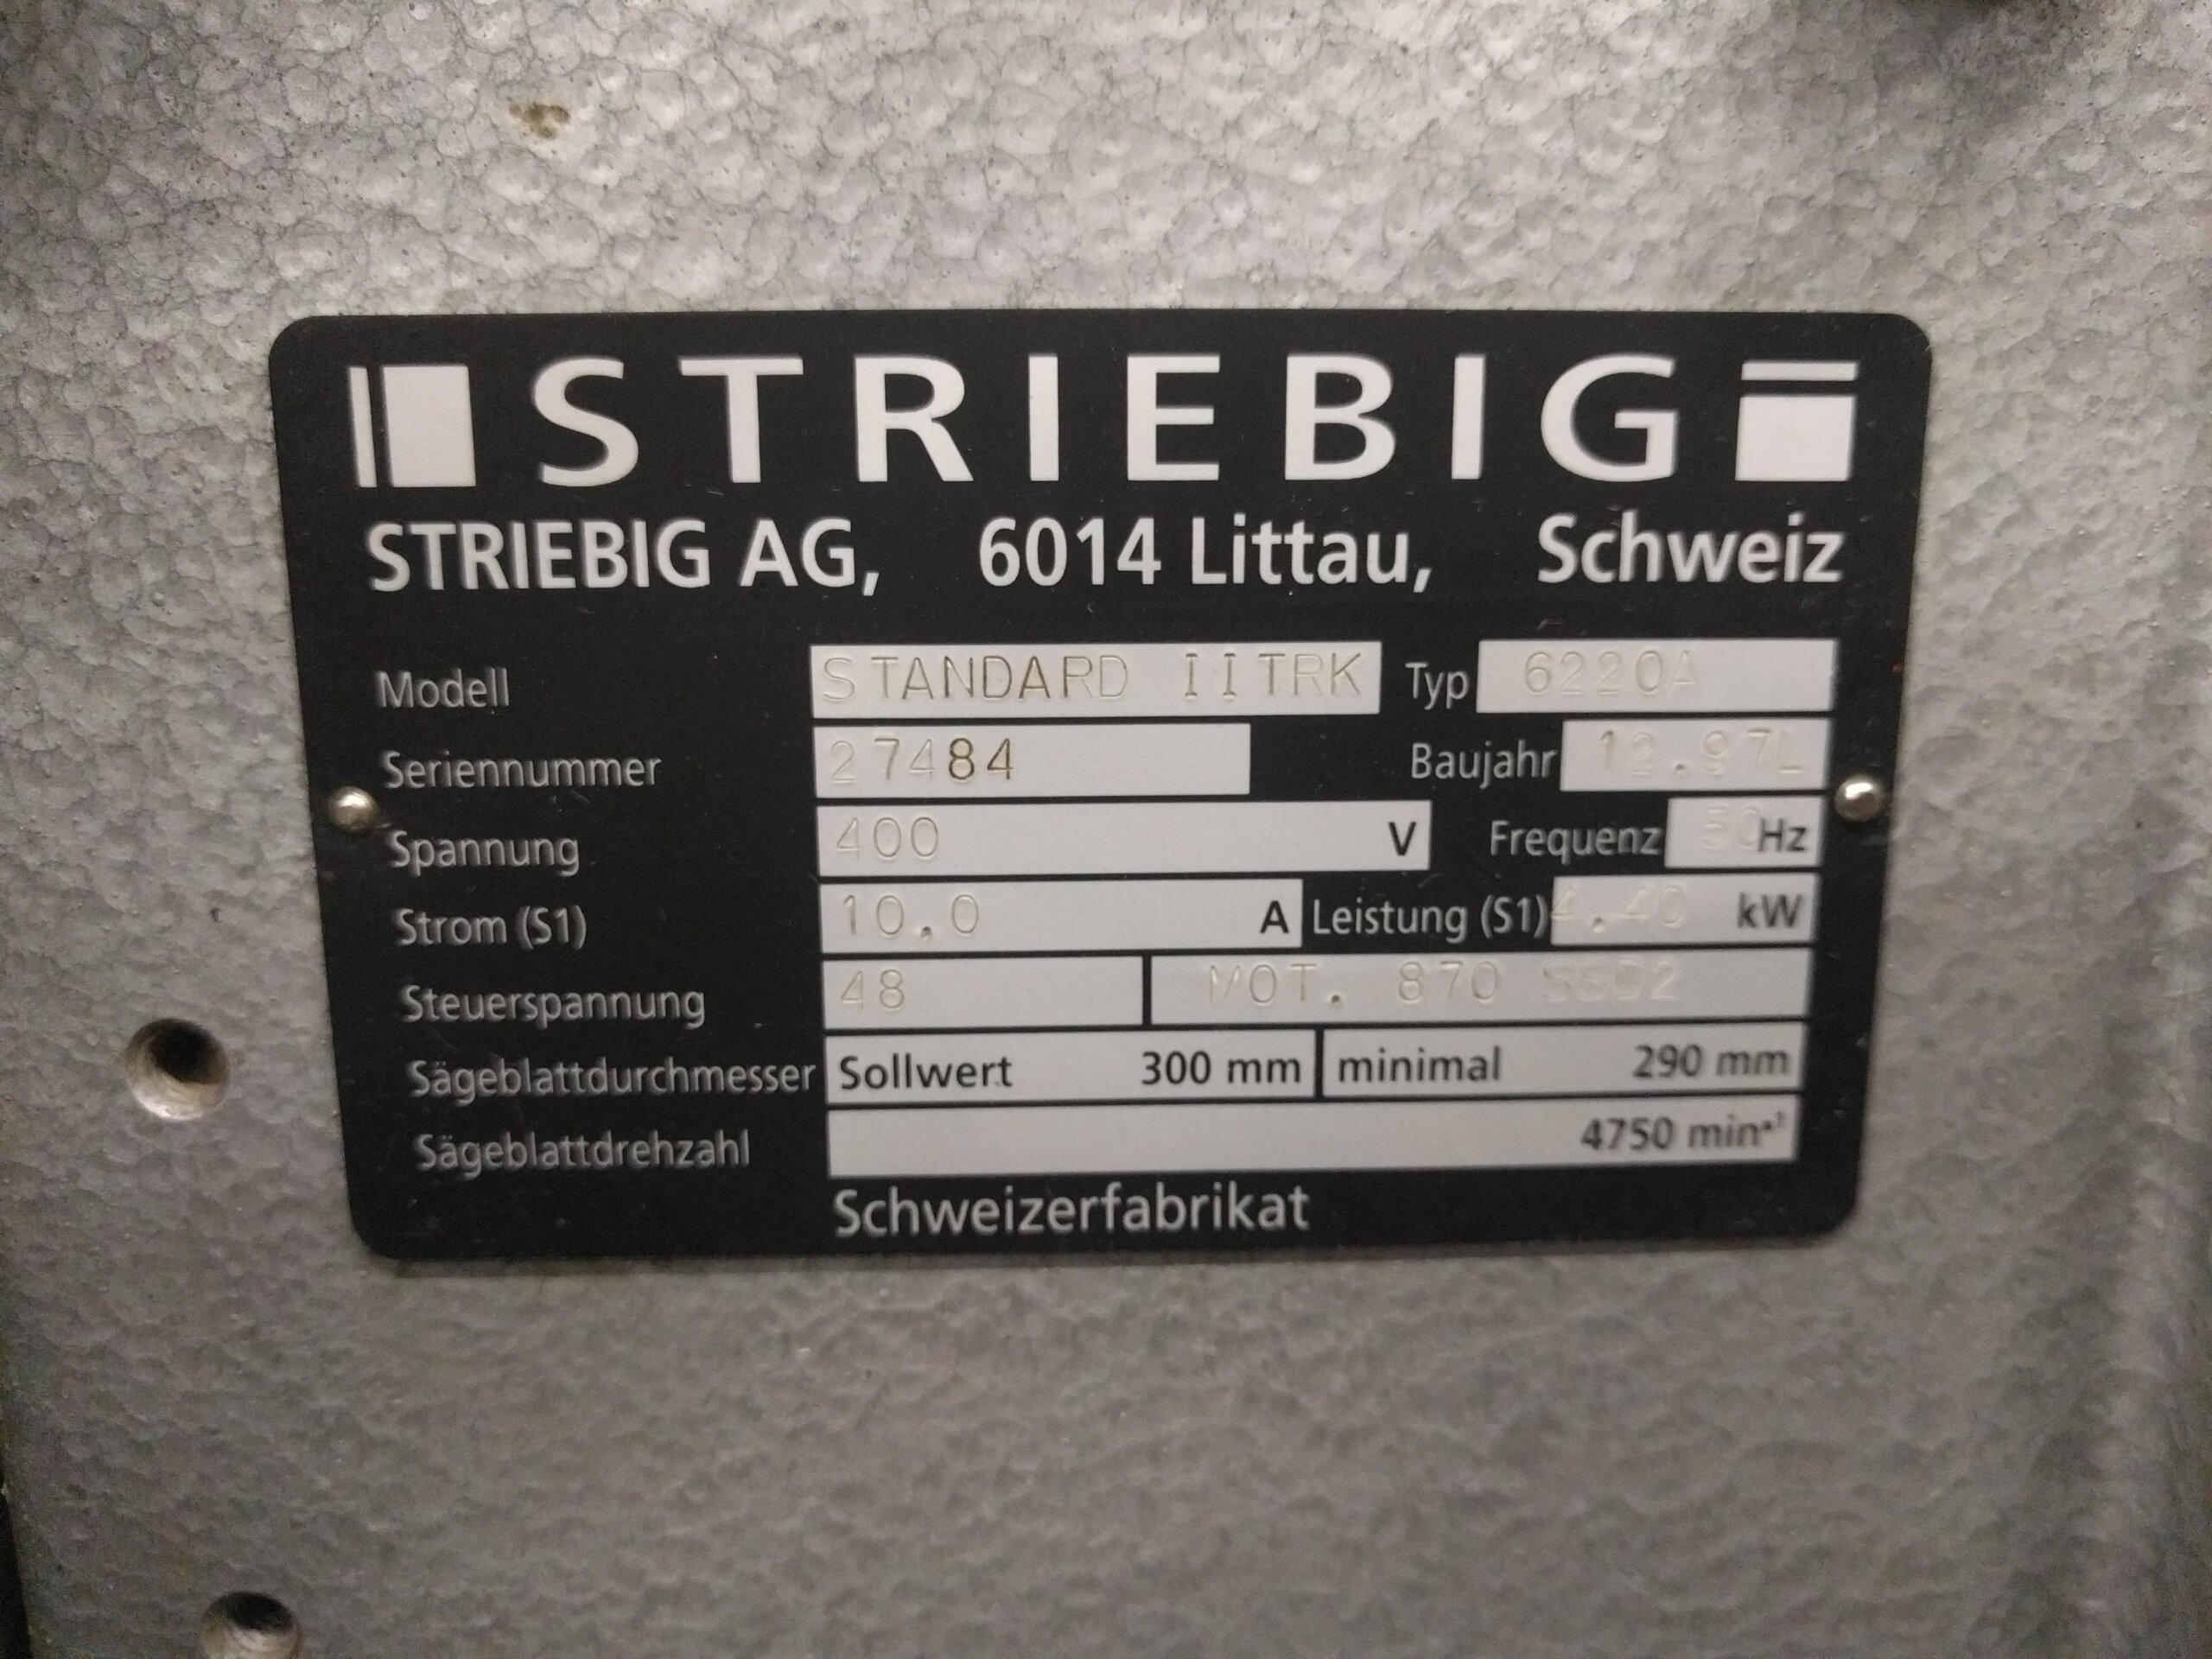 STRIEBIG
STRIEBIG AG, 6014 Littau, Schweiz
Modell STANDARD IITRK Typ 6220A
Seriennummer 27484 Baujahr 12.97L
Spannung 400 V Frequenz 50Hz
Strom (S1) 10.0 A Leistung (S1) 4.40 kW
Steuerspannung 48 MOT. 870 SSD2
Sägeblattdurchmesser Sollwert 300 mm minimal 290 mm
Sägeblattdrehzahl 4750 min⁻¹
Schweizerfabrikat